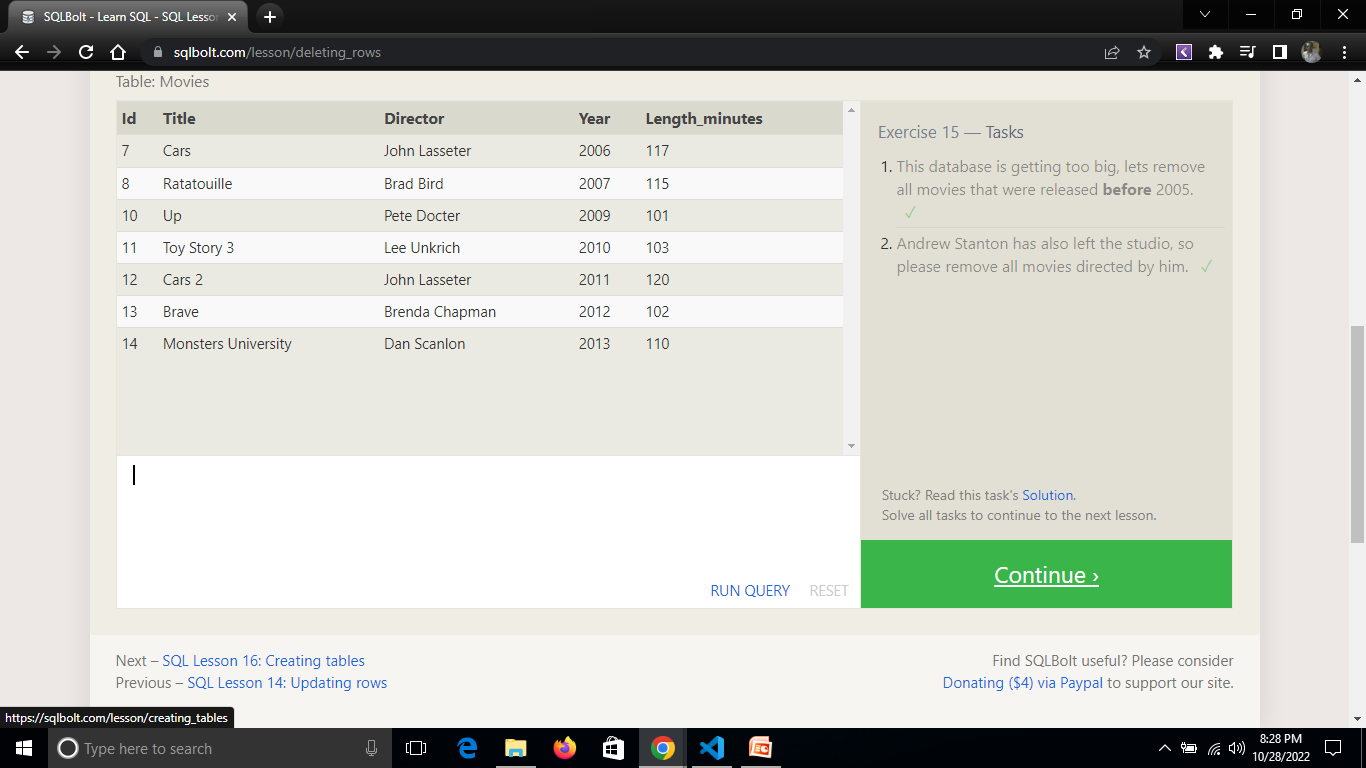 SQLBolt - Learn SQL - SQL Lesson
sqlbolt.com/lesson/deleting_rows
Table: Movies
Id Title Director Year Length_minutes
7 Cars John Lasseter 2006 117
8 Ratatouille Brad Bird 2007 115
10 Up Pete Docter 2009 101
11 Toy Story 3 Lee Unkrich 2010 103
12 Cars 2 John Lasseter 2011 120
13 Brave Brenda Chapman 2012 102
14 Monsters University Dan Scanlon 2013 110
RUN QUERY RESET
Exercise 15 — Tasks
1. This database is getting too big, lets remove
all movies that were released before 2005.
✓
2. Andrew Stanton has also left the studio, so
please remove all movies directed by him. ✓
Stuck? Read this task's Solution.
Solve all tasks to continue to the next lesson.
Continue ›
Next – SQL Lesson 16: Creating tables
Previous – SQL Lesson 14: Updating rows
Find SQLBolt useful? Please consider
Donating ($4) via Paypal to support our site.
https://sqlbolt.com/lesson/creating_tables
Type here to search
8:28 PM
10/28/2022